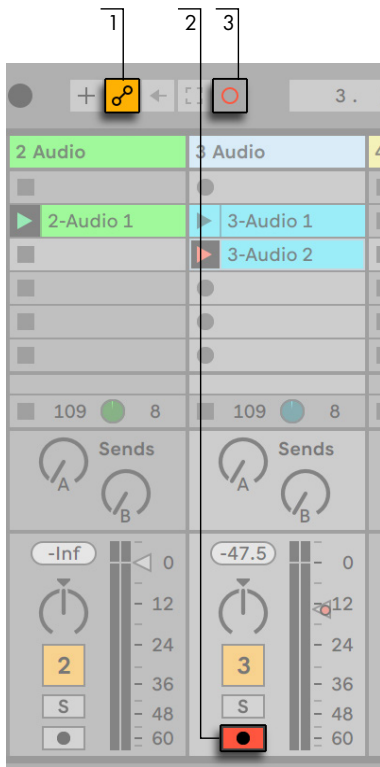 1 2 3
3 .
2 Audio 3 Audio 4
2-Audio 1 3-Audio 1
3-Audio 2
109 8 109 8
Sends Sends
A A
B B
-Inf -47.5
0 0
12 12
24 24
2 3
36 36
S S
48 48
60 60